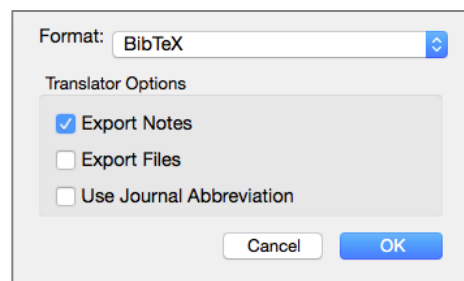 Format: BibTeX
Translator Options
Export Notes
Export Files
Use Journal Abbreviation
Cancel OK